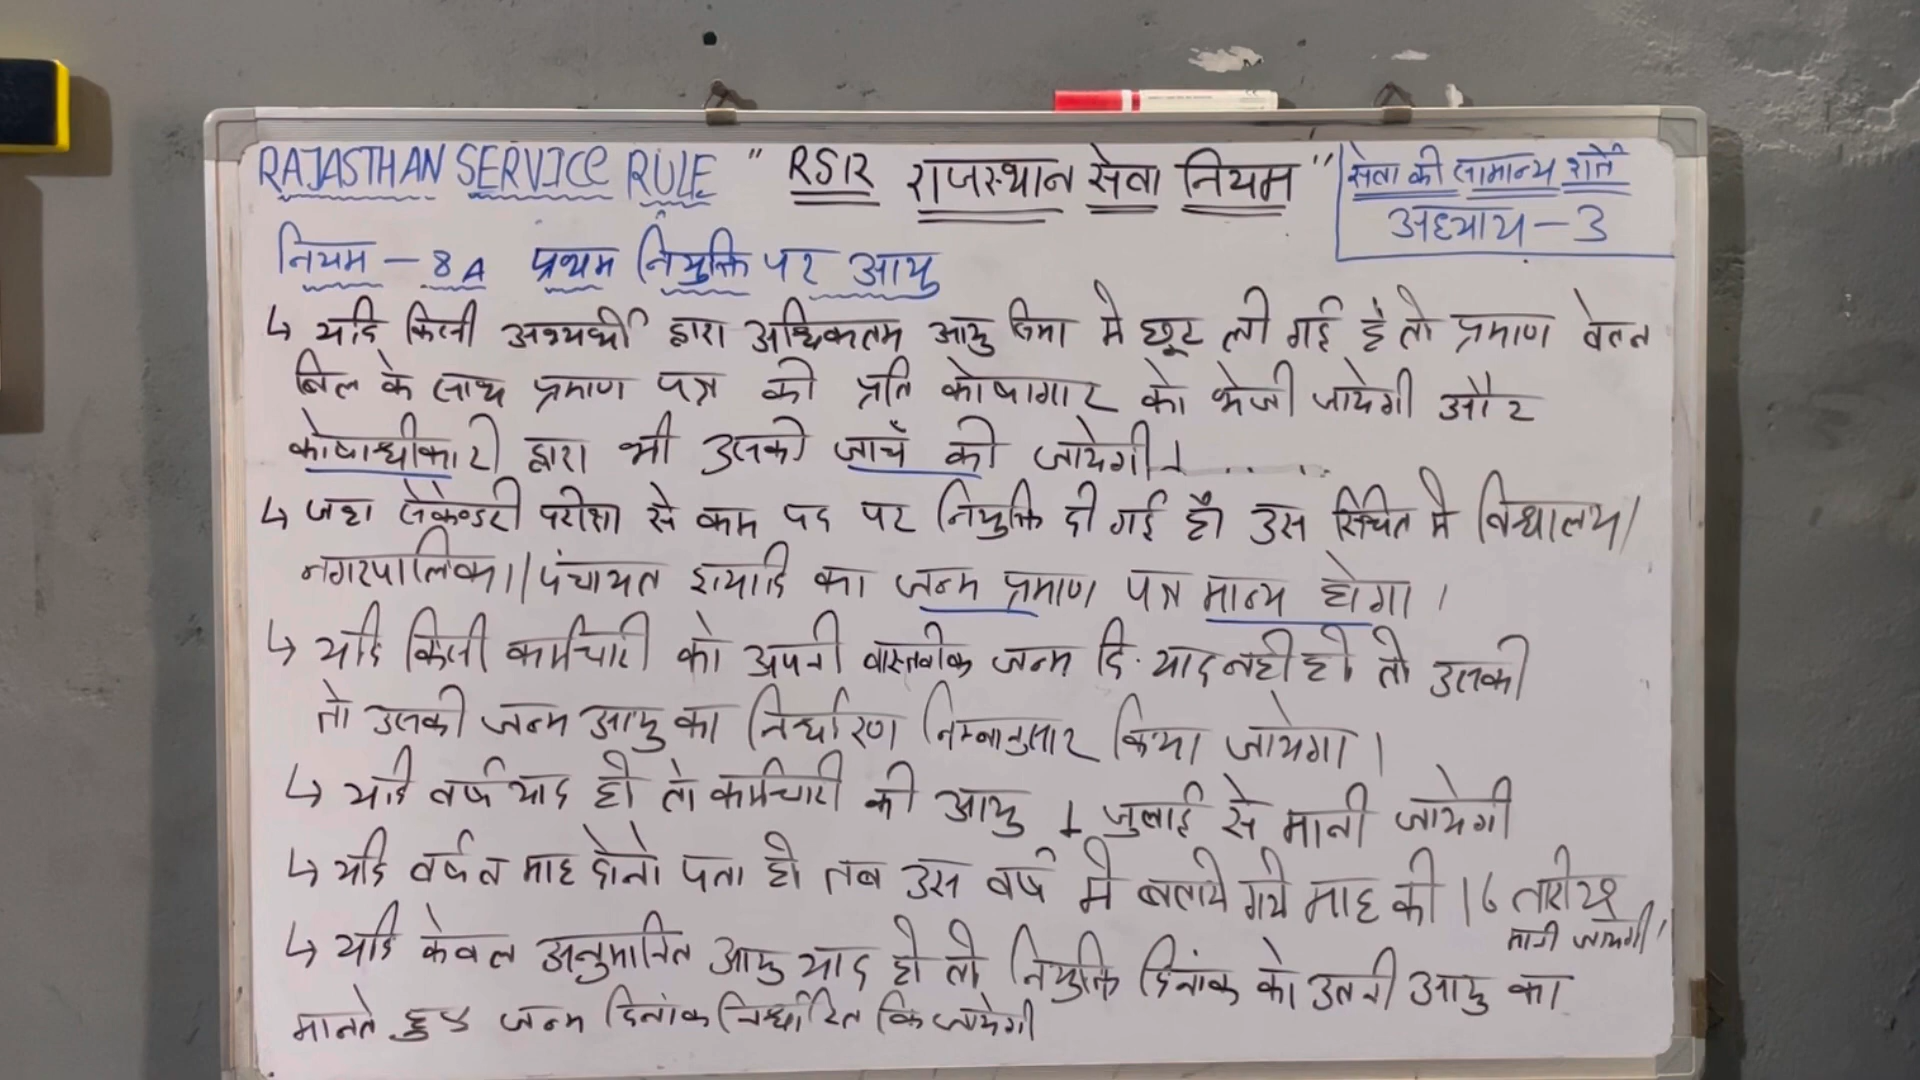 RAJASTHAN SERVICE RULE " RSR राजस्थान सेवा नियम "
सेवा की सामान्य शर्ते
अध्याय - 3
नियम - 8A प्रथम नियुक्ति पर आयु
↳ यदि किसी अभ्यर्थी द्वारा अधिकतम आयु सिमा मे छूट ली गई है तो प्रमाण वेतन
बिल के साथ प्रमाण पत्र की प्रति कोषागार को भेजी जायेगी और
कोषाधीकारी द्वारा भी उसकी जाचँ की जायेगी। . . . . .
↳ जहा सेकेण्डरी परीक्षा से कम पद पर नियुक्ति दी गई है। उस स्थिति मे विधालय/
नगरपालिका/पंचायत इत्यादि का जन्म प्रमाण पत्र मान्य होगा।
↳ यदि किसी कर्मचारी को अपनी वास्तवीक जन्म दि. याद नही हो तो उसकी
तो उसकी जन्म आयु का निर्धारण निम्नानुसार किया जायेगा।
↳ यदि वर्ष याद हो तो कर्मचारी की आयु 1 जुलाई से मानी जायेगी
↳ यदि वर्ष व माह दोनो पता हो तब उस वर्ष मे बताये गये माह की 16 तारीख
मानी जायगी।
↳ यदि केवल अनुमानित आयु याद हो तो नियुक्ति दिनांक को उतनी आयु का
मानते हुए जन्म दिनांक निर्धारित कि जायेगी